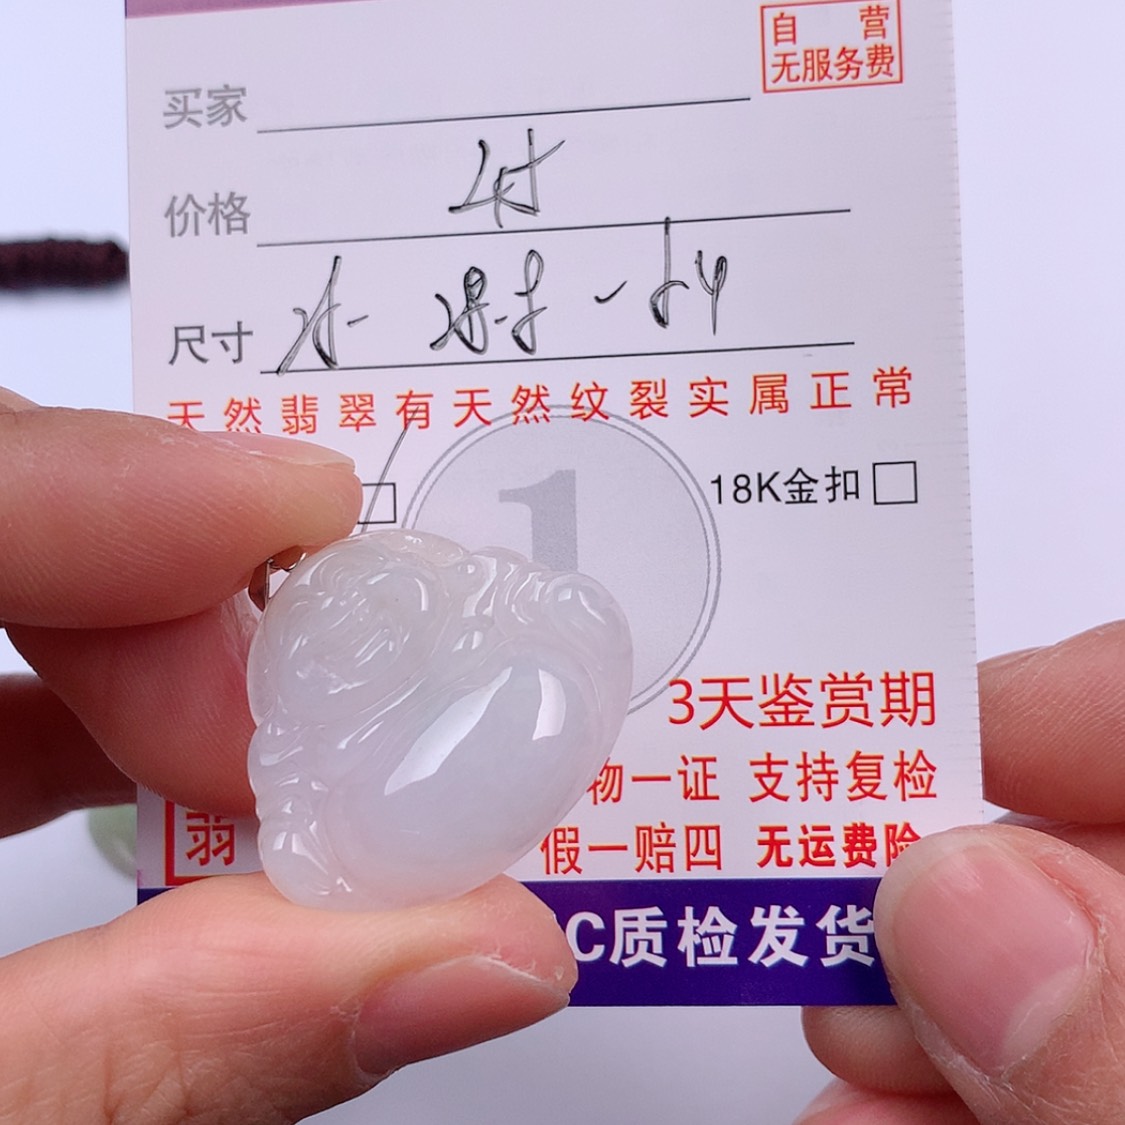 自 营
无服务费
买家
价格
尺寸
天然翡翠有天然纹裂实属正常
18K金扣
1
3天鉴赏期
物一证 支持复检
翡
假一赔四 无运费险
C质检发货